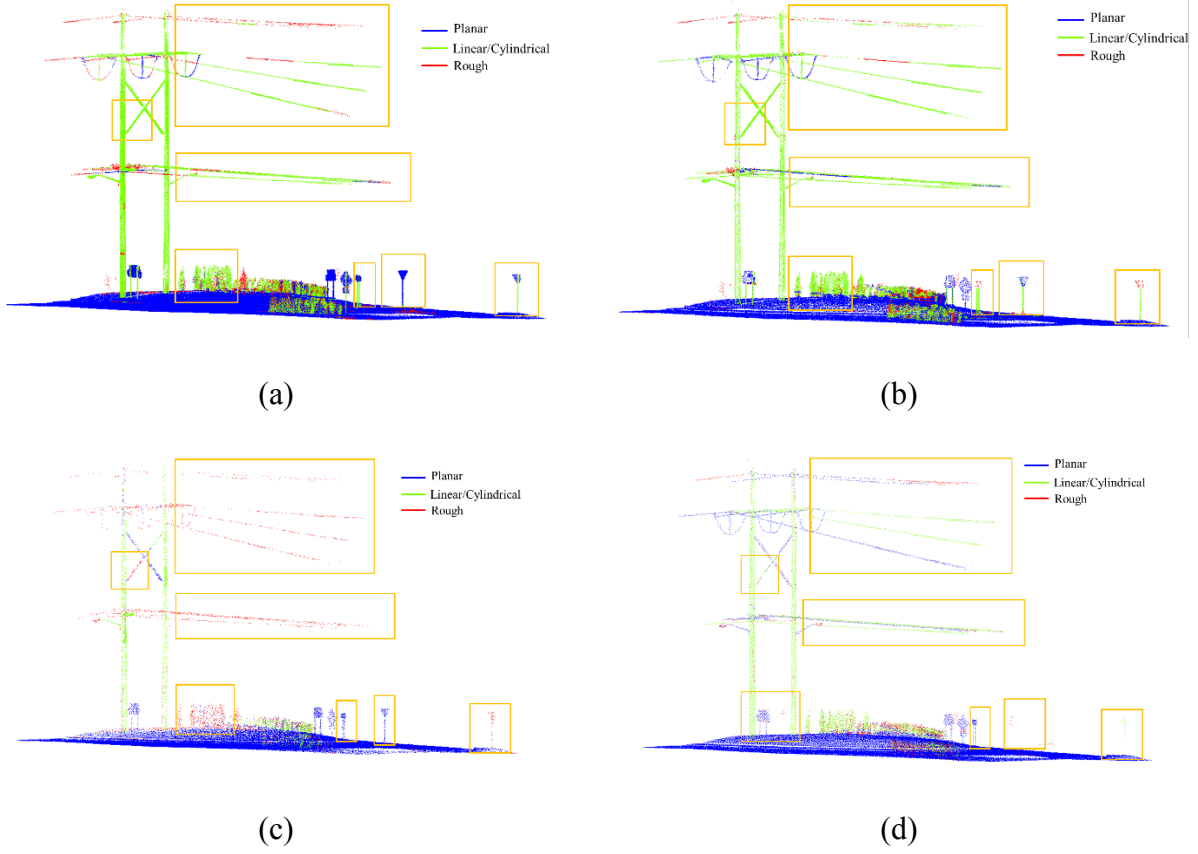 Planar
Linear/Cylindrical
Rough
Planar
Linear/Cylindrical
Rough
(a)
(b)
Planar
Linear/Cylindrical
Rough
Planar
Linear/Cylindrical
Rough
(c)
(d)